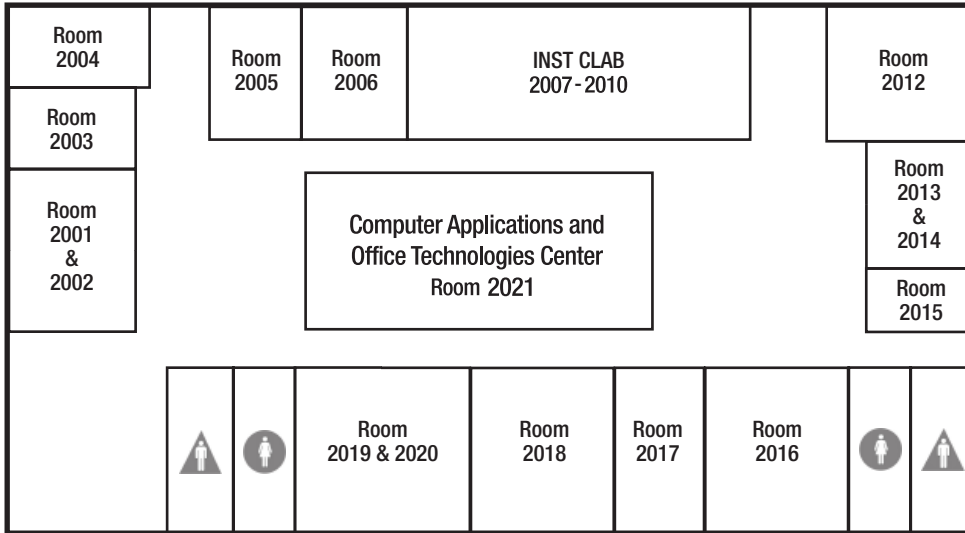 Room
2004
Room
2005
Room
2006
INST CLAB
2007-2010
Room
2012
Room
2003
Room
2001
&
2002
Computer Applications and
Office Technologies Center
Room 2021
Room
2013
&
2014
Room
2015
Room
2019 & 2020
Room
2018
Room
2017
Room
2016